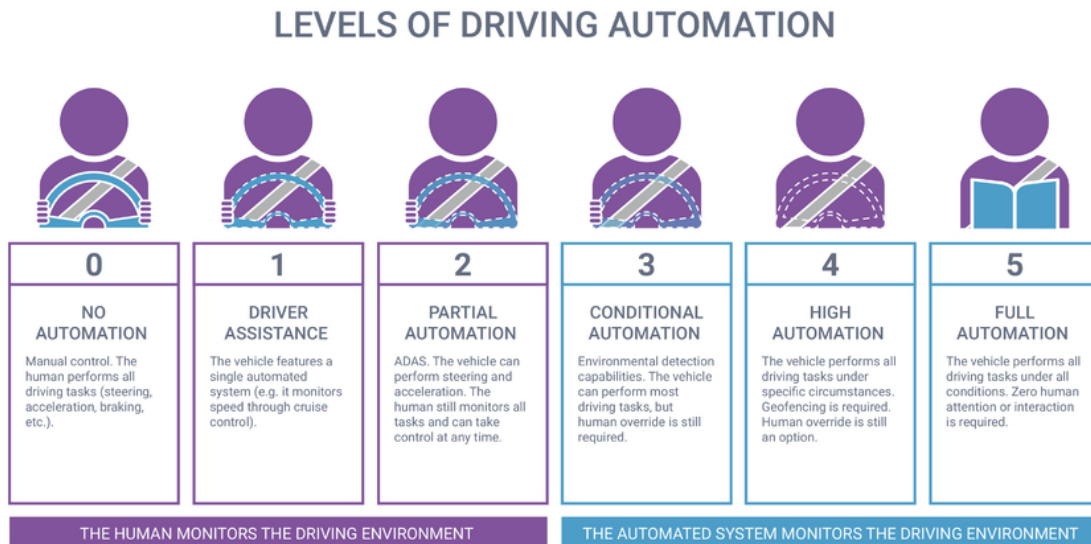 LEVELS OF DRIVING AUTOMATION
0
NO
AUTOMATION
Manual control. The
human performs all
driving tasks (steering,
acceleration, braking,
etc.).
1
DRIVER
ASSISTANCE
The vehicle features a
single automated
system (e.g. it monitors
speed through cruise
control).
2
PARTIAL
AUTOMATION
ADAS. The vehicle can
perform steering and
acceleration. The
human still monitors all
tasks and can take
control at any time.
3
CONDITIONAL
AUTOMATION
Environmental detection
capabilities. The vehicle
can perform most
driving tasks, but
human override is still
required.
4
HIGH
AUTOMATION
The vehicle performs all
driving tasks under
specific circumstances.
Geofencing is required.
Human override is still
an option.
5
FULL
AUTOMATION
The vehicle performs all
driving tasks under all
conditions. Zero human
attention or interaction
is required.
THE HUMAN MONITORS THE DRIVING ENVIRONMENT
THE AUTOMATED SYSTEM MONITORS THE DRIVING ENVIRONMENT